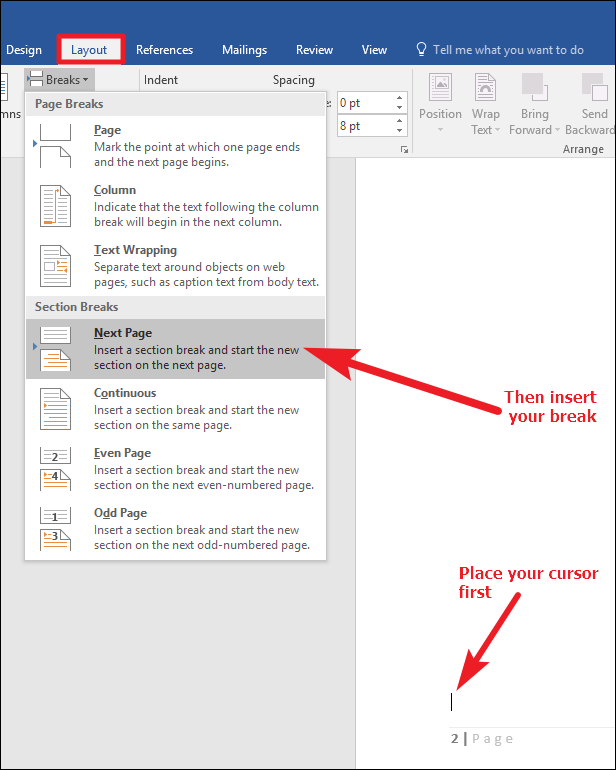 Design Layout References Mailings Review View Tell me what you want to do
Breaks Indent Spacing
Page Breaks
Page
Mark the point at which one page ends
and the next page begins.
Column
Indicate that the text following the column
break will begin in the next column.
Text Wrapping
Separate text around objects on web
pages, such as caption text from body text.
Section Breaks
Next Page
Insert a section break and start the new
section on the next page.
Continuous
Insert a section break and start the new
section on the same page.
Even Page
2
Insert a section break and start the new
4
section on the next even-numbered page.
Odd Page
1
Insert a section break and start the new
3
section on the next odd-numbered page.
umns
e: 0 pt
8 pt
Position Wrap Bring Send
Text Forward Backward
Arrange
Then insert
your break
Place your cursor
first
2 | Page